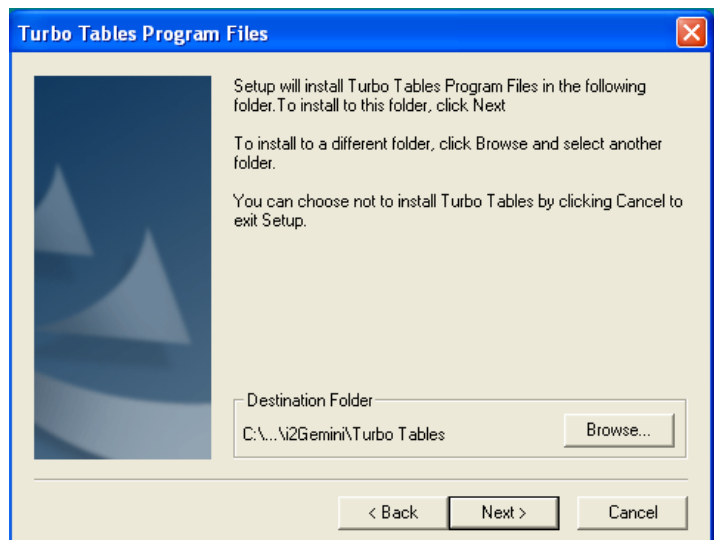 Turbo Tables Program Files
Setup will install Turbo Tables Program Files in the following
folder.To install to this folder, click Next
To install to a different folder, click Browse and select another
folder.
You can choose not to install Turbo Tables by clicking Cancel to
exit Setup.
Destination Folder
C:\...\i2Gemini\Turbo Tables
Browse...
< Back
Next >
Cancel